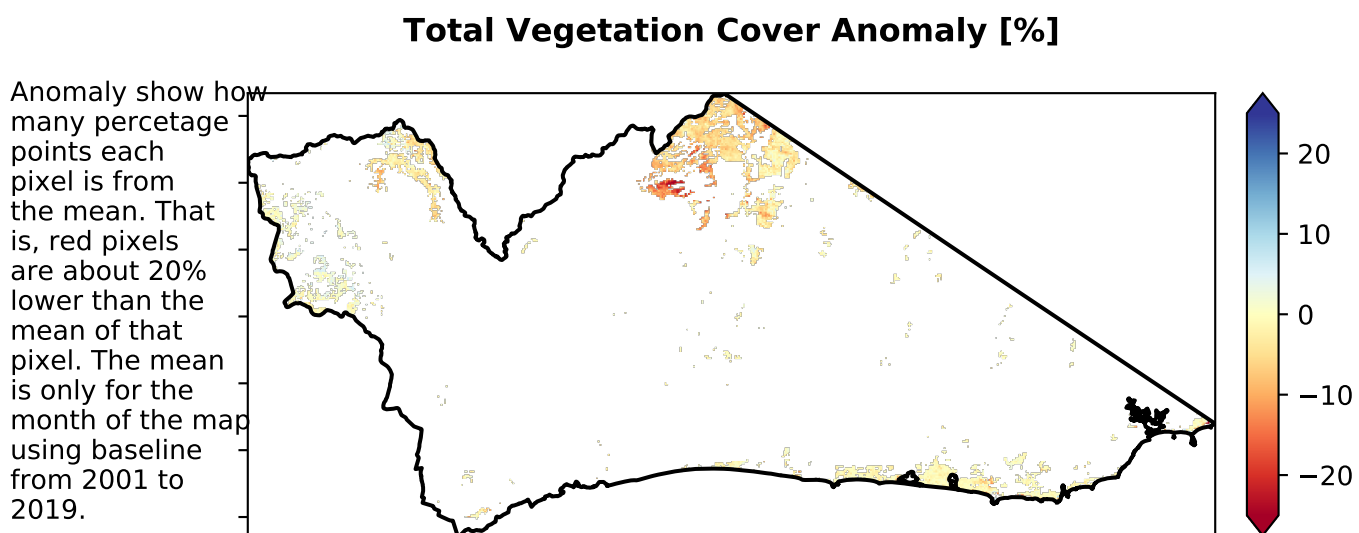 Total Vegetation Cover Anomaly [%]
Anomaly show how
many percetage
points each
pixel is from
the mean. That
is, red pixels
are about 20%
lower than the
mean of that
pixel. The mean
is only for the
month of the map
using baseline
from 2001 to
2019.
20
10
0
−10
−20